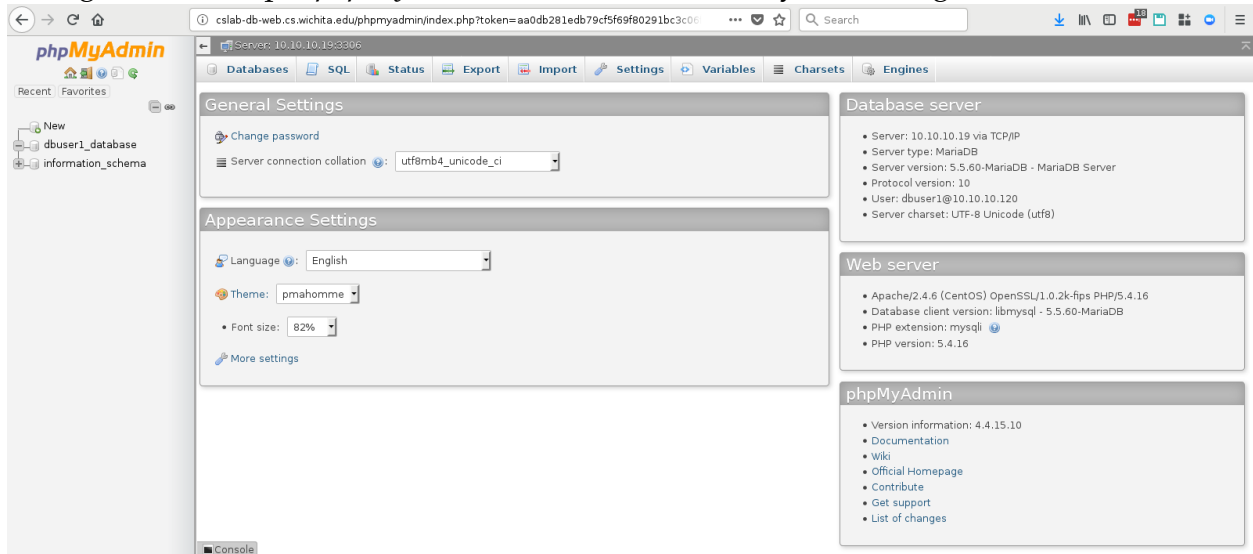 cslab-db-web.cs.wichita.edu/phpmyadmin/index.php?token=aa0db281edb79cf5f69f80291bc3c06
Search
18
phpMyAdmin
Recent Favorites
New
dbuser1_database
information_schema
Server: 10.10.10.19:3306
Databases SQL Status Export Import Settings Variables Charsets Engines
General Settings
Change password
Server connection collation : utf8mb4_unicode_ci
Appearance Settings
Language : English
Theme: pmahomme
• Font size: 82%
More settings
Database server
• Server: 10.10.10.19 via TCP/IP
• Server type: MariaDB
• Server version: 5.5.60-MariaDB - MariaDB Server
• Protocol version: 10
• User: dbuser1@10.10.10.120
• Server charset: UTF-8 Unicode (utf8)
Web server
• Apache/2.4.6 (CentOS) OpenSSL/1.0.2k-fips PHP/5.4.16
• Database client version: libmysql - 5.5.60-MariaDB
• PHP extension: mysqli
• PHP version: 5.4.16
phpMyAdmin
• Version information: 4.4.15.10
• Documentation
• Wiki
• Official Homepage
• Contribute
• Get support
• List of changes
Console